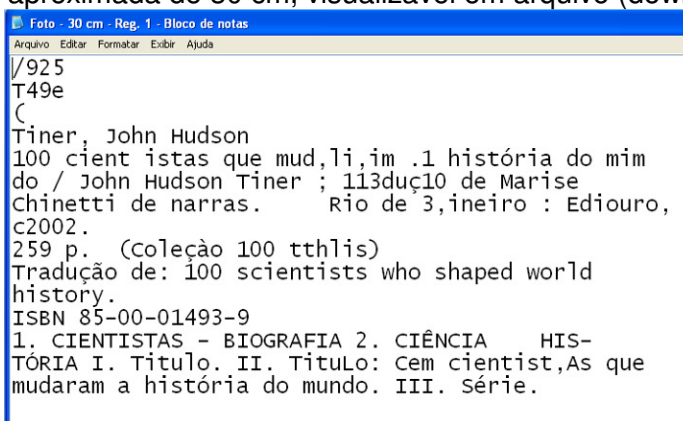 aproximada de 30 cm, visualizável em arquivo (dow
Foto - 30 cm - Reg. 1 - Bloco de notas
Arquivo Editar Formatar Exibir Ajuda
/925
T49e
(
Tiner, John Hudson
100 cient istas que mud,li,im .1 história do mim
do / John Hudson Tiner ; 113duç10 de Marise
Chinetti de narras. Rio de 3,ineiro : Ediouro,
c2002.
259 p. (Coleçào 100 tthlis)
Tradução de: 100 scientists who shaped world
history.
ISBN 85-00-01493-9
1. CIENTISTAS - BIOGRAFIA 2. CIÊNCIA HIS-
TÓRIA I. Titulo. II. TituLo: Cem cientist,As que
mudaram a história do mundo. III. Série.